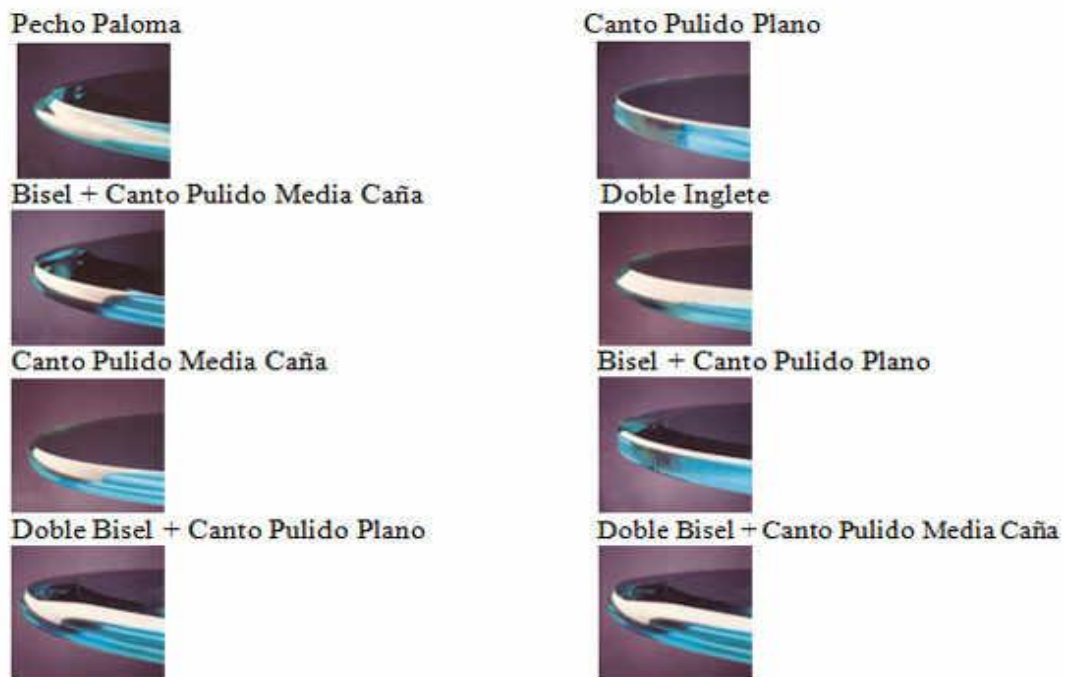 Pecho Paloma
Canto Pulido Plano
Bisel + Canto Pulido Media Caña
Doble Inglete
Canto Pulido Media Caña
Bisel + Canto Pulido Plano
Doble Bisel + Canto Pulido Plano
Doble Bisel + Canto Pulido Media Caña